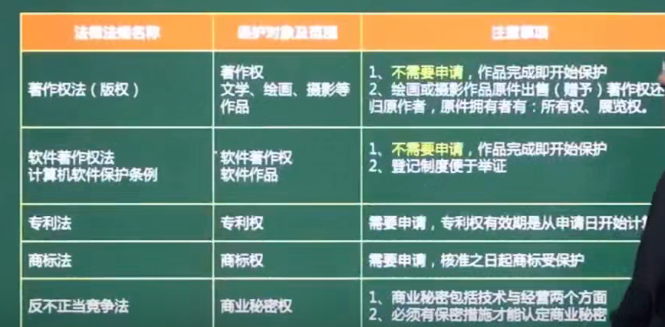 法律法规名称 保护对象及范围 注意事项
著作权法（版权）
著作权
文学、绘画、摄影等
作品
1、不需要申请，作品完成即开始保护
2、绘画或摄影作品原件出售（赠予）著作权还
归原作者，原件拥有者有：所有权、展览权。
软件著作权法
计算机软件保护条例
软件著作权
软件作品
1、不需要申请，作品完成即开始保护
2、登记制度便于举证
专利法 专利权 需要申请，专利权有效期是从申请日开始计
商标法 商标权 需要申请，核准之日起商标受保护
反不正当竞争法 商业秘密权
1、商业秘密包括技术与经营两个方面
2、必须有保密措施才能认定商业秘密